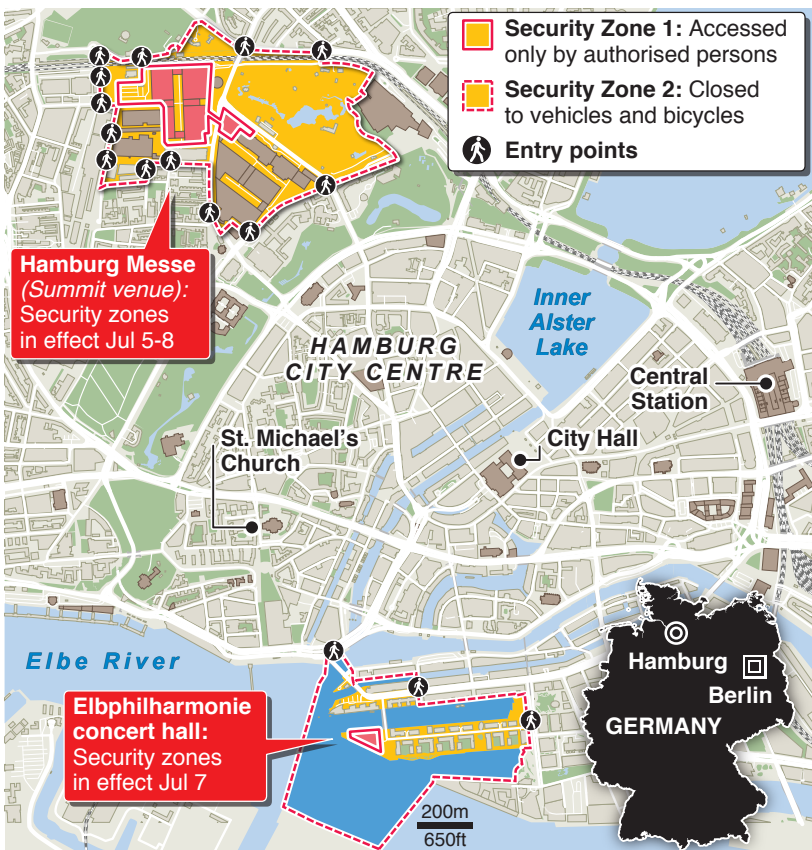 Security Zone 1: Accessed
only by authorised persons
Security Zone 2: Closed
to vehicles and bicycles
Entry points
Hamburg Messe
(Summit venue):
Security zones
in effect Jul 5-8
HAMBURG
CITY CENTRE
Inner
Alster
Lake
Central
Station
St. Michael's
Church
City Hall
Elbe River
Elbphilharmonie
concert hall:
Security zones
in effect Jul 7
200m
650ft
Hamburg
Berlin
GERMANY